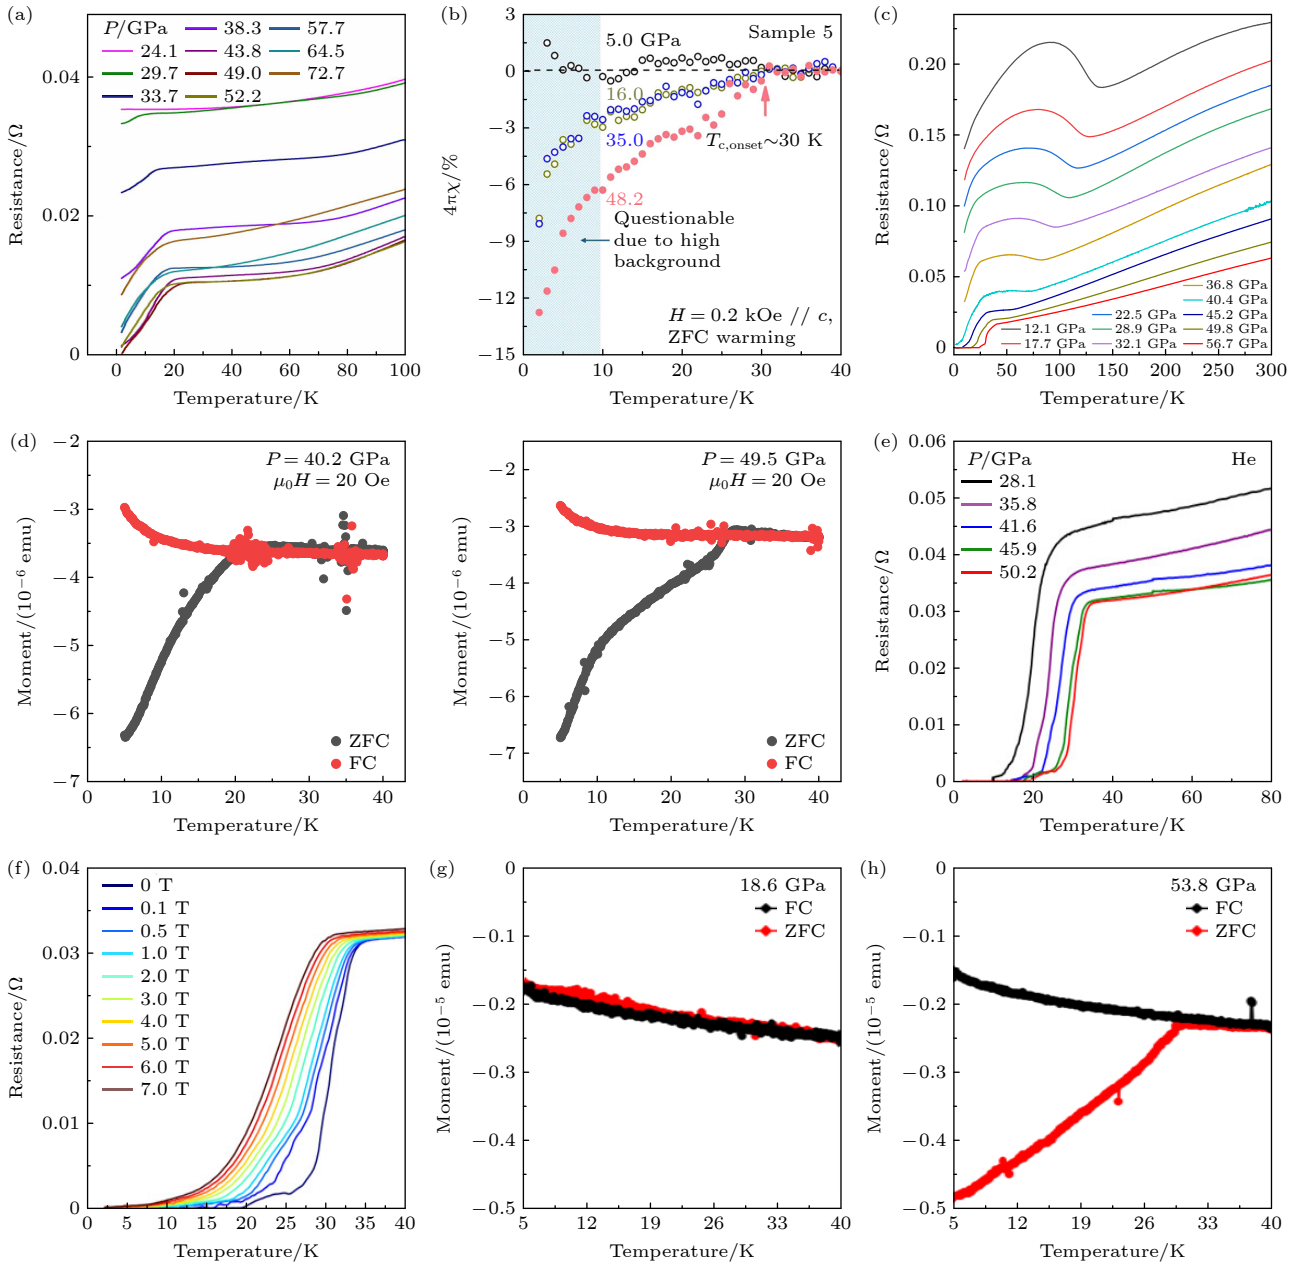 (a)
P/GPa
24.1
29.7
33.7
38.3
43.8
49.0
52.2
57.7
64.5
72.7
0.04
0.02
0
Resistance/Ω
0 20 40 60 80 100
Temperature/K
(b)
3
0
−3
−6
−9
−12
−15
4πχ/%
5.0 GPa
Sample 5
16.0
35.0
48.2
Tc,onset~30 K
Questionable
due to high
background
H = 0.2 kOe // c,
ZFC warming
0 10 20 30 40
Temperature/K
(c)
0.20
0.15
0.10
0.05
0
Resistance/Ω
12.1 GPa
17.7 GPa
22.5 GPa
28.9 GPa
32.1 GPa
36.8 GPa
40.4 GPa
45.2 GPa
49.8 GPa
56.7 GPa
0 50 100 150 200 250 300
Temperature/K
(d)
−2
−3
−4
−5
−6
−7
Moment/(10−6 emu)
P = 40.2 GPa
μ0H = 20 Oe
ZFC
FC
0 10 20 30 40
Temperature/K
−2
−3
−4
−5
−6
−7
Moment/(10−6 emu)
P = 49.5 GPa
μ0H = 20 Oe
ZFC
FC
0 10 20 30 40
Temperature/K
(e)
0.06
0.05
0.04
0.03
0.02
0.01
0
Resistance/Ω
P/GPa
28.1
35.8
41.6
45.9
50.2
He
0 20 40 60 80
Temperature/K
(f)
0.04
0.03
0.02
0.01
0
Resistance/Ω
0 T
0.1 T
0.5 T
1.0 T
2.0 T
3.0 T
4.0 T
5.0 T
6.0 T
7.0 T
0 5 10 15 20 25 30 35 40
Temperature/K
(g)
0
−0.1
−0.2
−0.3
−0.4
−0.5
Moment/(10−5 emu)
18.6 GPa
FC
ZFC
5 12 19 26 33 40
Temperature/K
(h)
0
−0.1
−0.2
−0.3
−0.4
−0.5
Moment/(10−5 emu)
53.8 GPa
FC
ZFC
5 12 19 26 33 40
Temperature/K